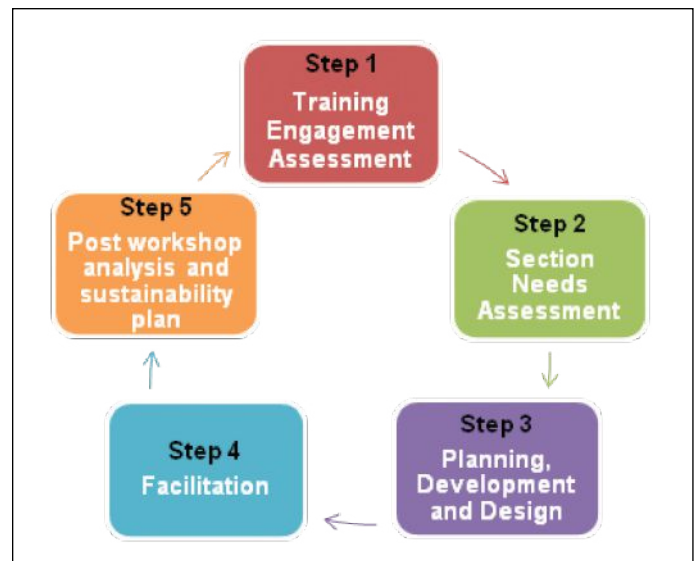 Step 1
Training
Engagement
Assessment
Step 2
Section
Needs
Assessment
Step 3
Planning,
Development
and Design
Step 4
Facilitation
Step 5
Post workshop
analysis and
sustainability
plan